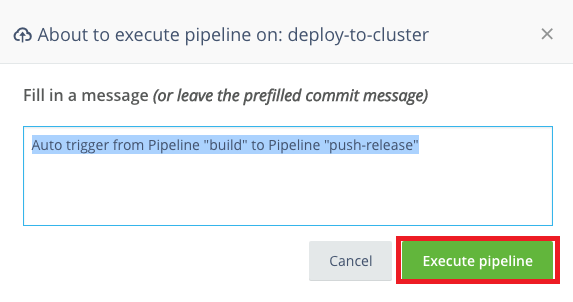 About to execute pipeline on: deploy-to-cluster
Fill in a message (or leave the prefilled commit message)
Auto trigger from Pipeline "build" to Pipeline "push-release"
Cancel
Execute pipeline